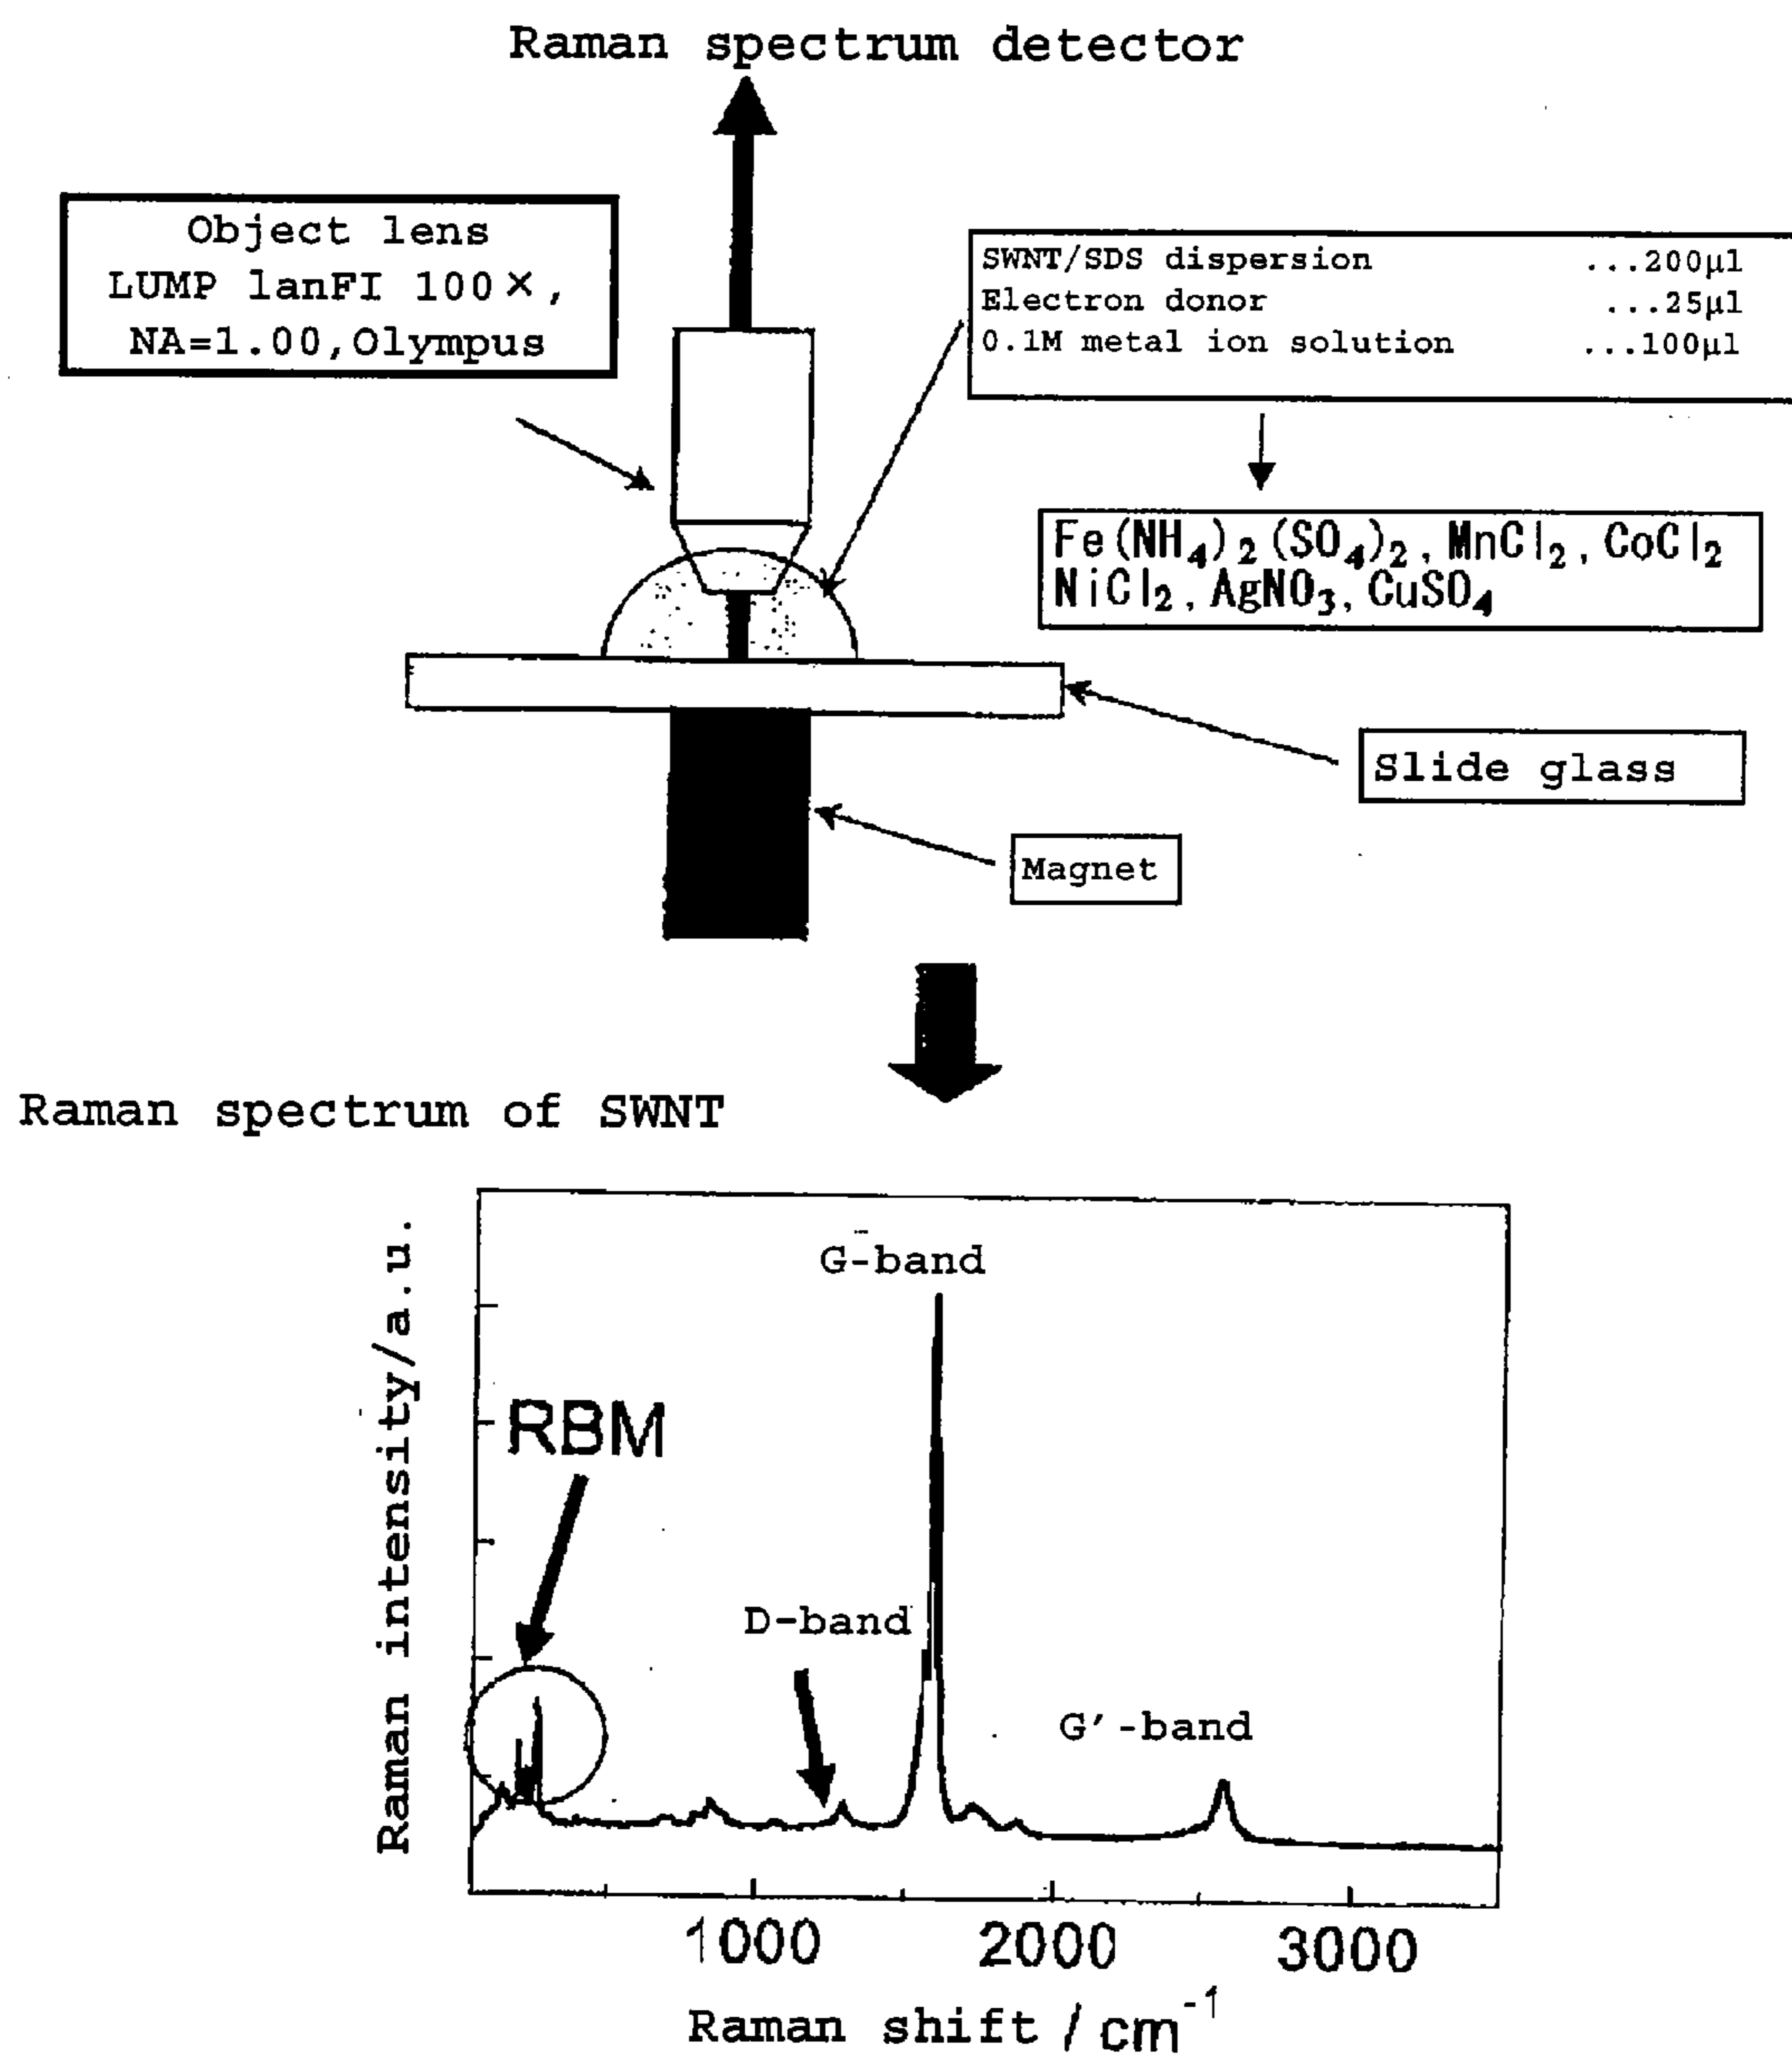 Raman spectrum detector
Object lens
LUMP lanFI 100×,
NA=1.00,Olympus
SWNT/SDS dispersion ...200μl
Electron donor ...25μl
0.1M metal ion solution ...100μl
Fe(NH₄)₂(SO₄)₂, MnCl₂, CoCl₂
NiCl₂, AgNO₃, CuSO₄
Slide glass
Magnet
Raman spectrum of SWNT
G-band
RBM
D-band
G′-band
Raman intensity/a.u.
1000 2000 3000
Raman shift / cm⁻¹